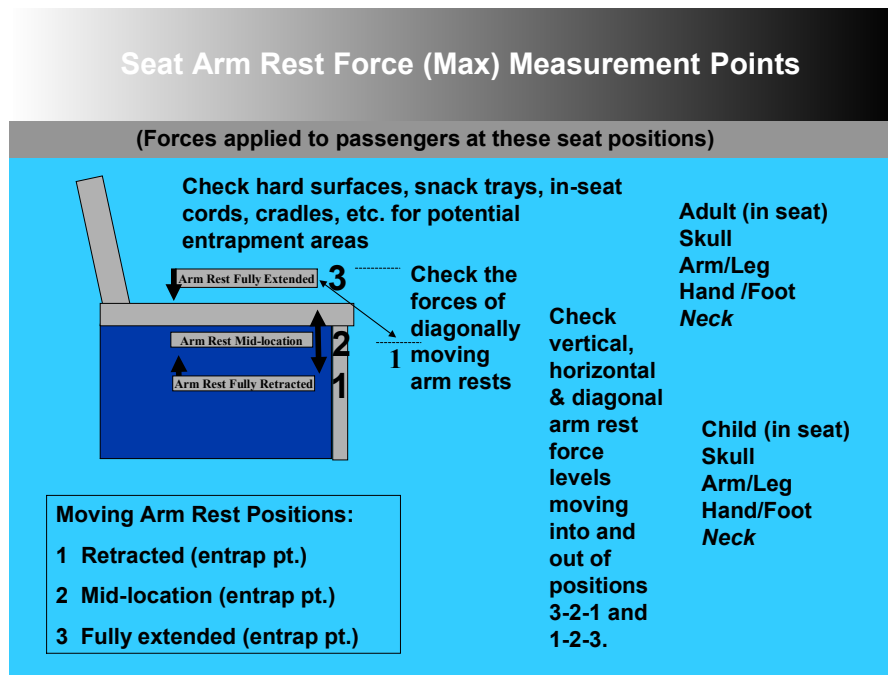 Seat Arm Rest Force (Max) Measurement Points
(Forces applied to passengers at these seat positions)
Check hard surfaces, snack trays, in-seat
cords, cradles, etc. for potential
entrapment areas
Arm Rest Fully Extended
3
Arm Rest Mid-location
2
Arm Rest Fully Retracted
1
1
Check the
forces of
diagonally
moving
arm rests
Check
vertical,
horizontal
& diagonal
arm rest
force
levels
moving
into and
out of
positions
3-2-1 and
1-2-3.
Adult (in seat)
Skull
Arm/Leg
Hand /Foot
Neck
Child (in seat)
Skull
Arm/Leg
Hand/Foot
Neck
Moving Arm Rest Positions:
1 Retracted (entrap pt.)
2 Mid-location (entrap pt.)
3 Fully extended (entrap pt.)